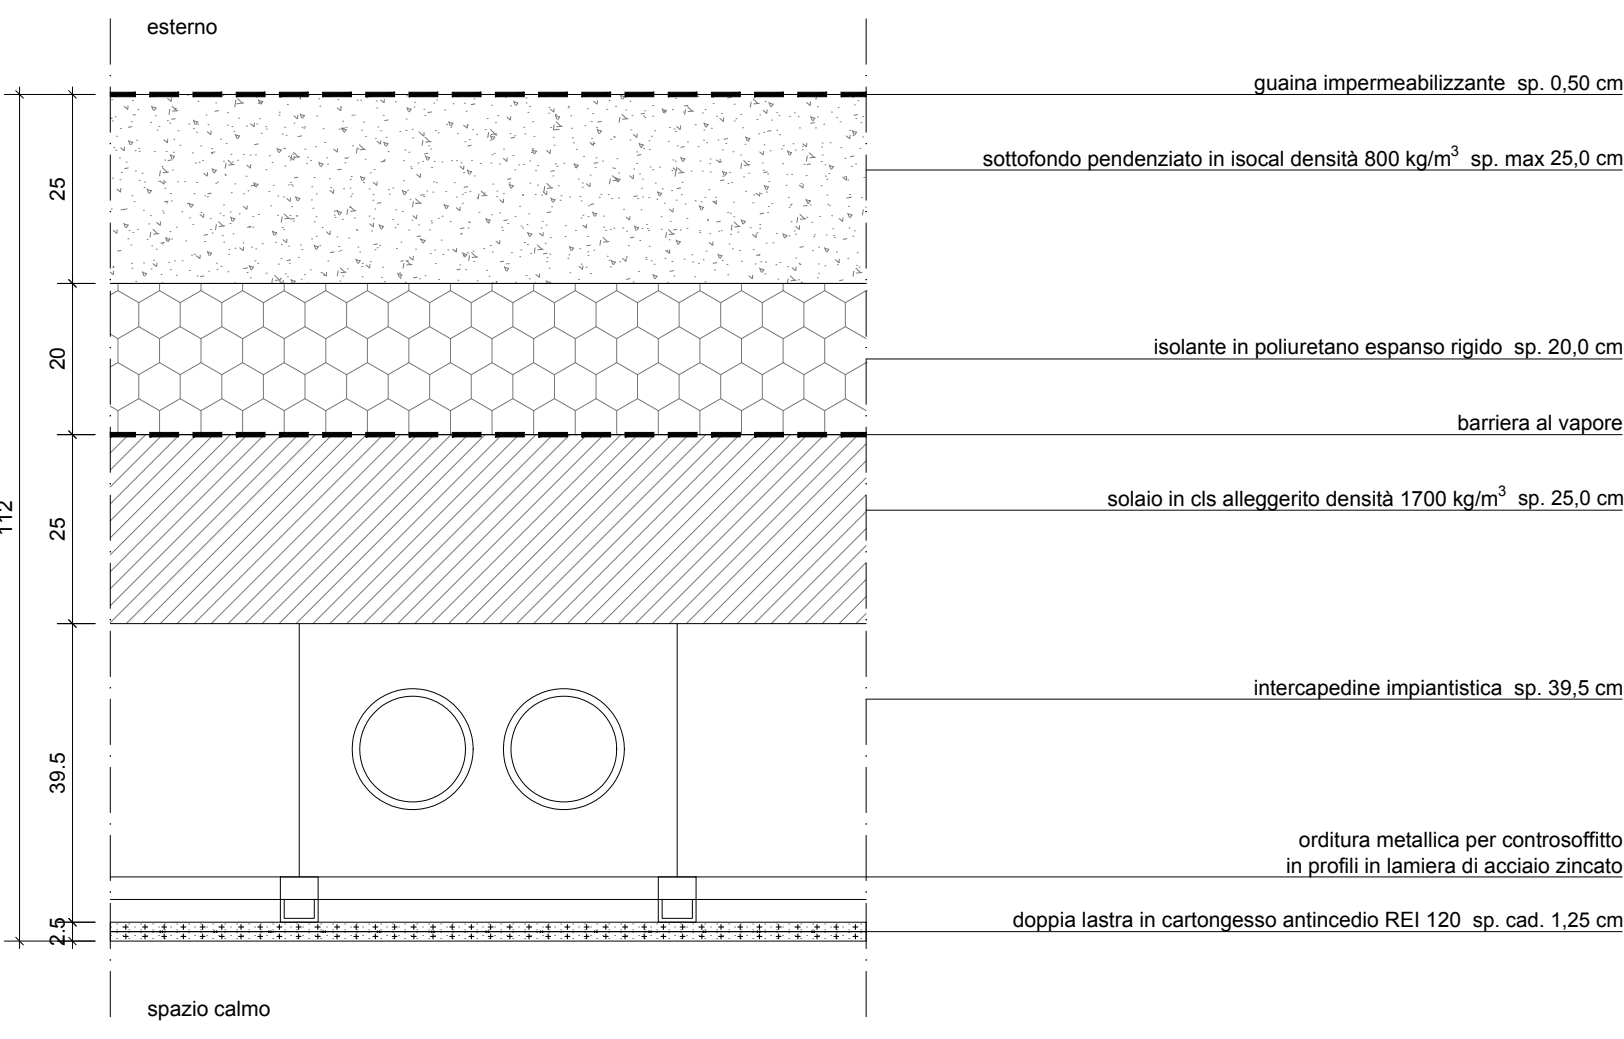 esterno
guaina impermeabilizzante sp. 0,50 cm
sottofondo pendenziato in isocal densità 800 kg/m³ sp. max 25,0 cm
25
isolante in poliuretano espanso rigido sp. 20,0 cm
20
barriera al vapore
solaio in cls alleggerito densità 1700 kg/m³ sp. 25,0 cm
112
25
intercapedine impiantistica sp. 39,5 cm
39.5
orditura metallica per controsoffitto
in profili in lamiera di acciaio zincato
doppia lastra in cartongesso antincedio REI 120 sp. cad. 1,25 cm
2.5
spazio calmo